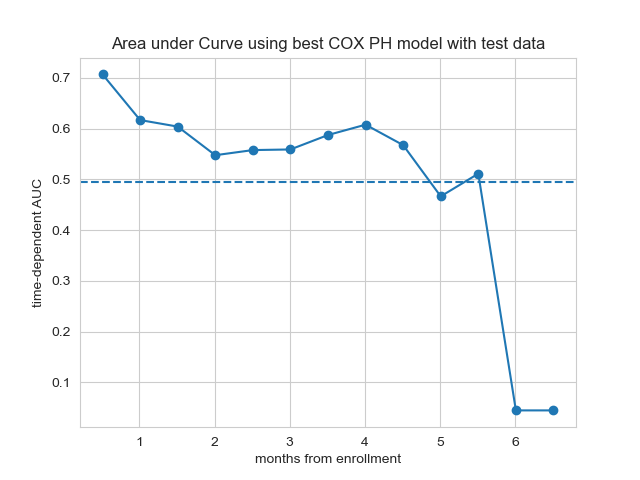 Area under Curve using best COX PH model with test data
time-dependent AUC
0.7
0.6
0.5
0.4
0.3
0.2
0.1
1 2 3 4 5 6
months from enrollment